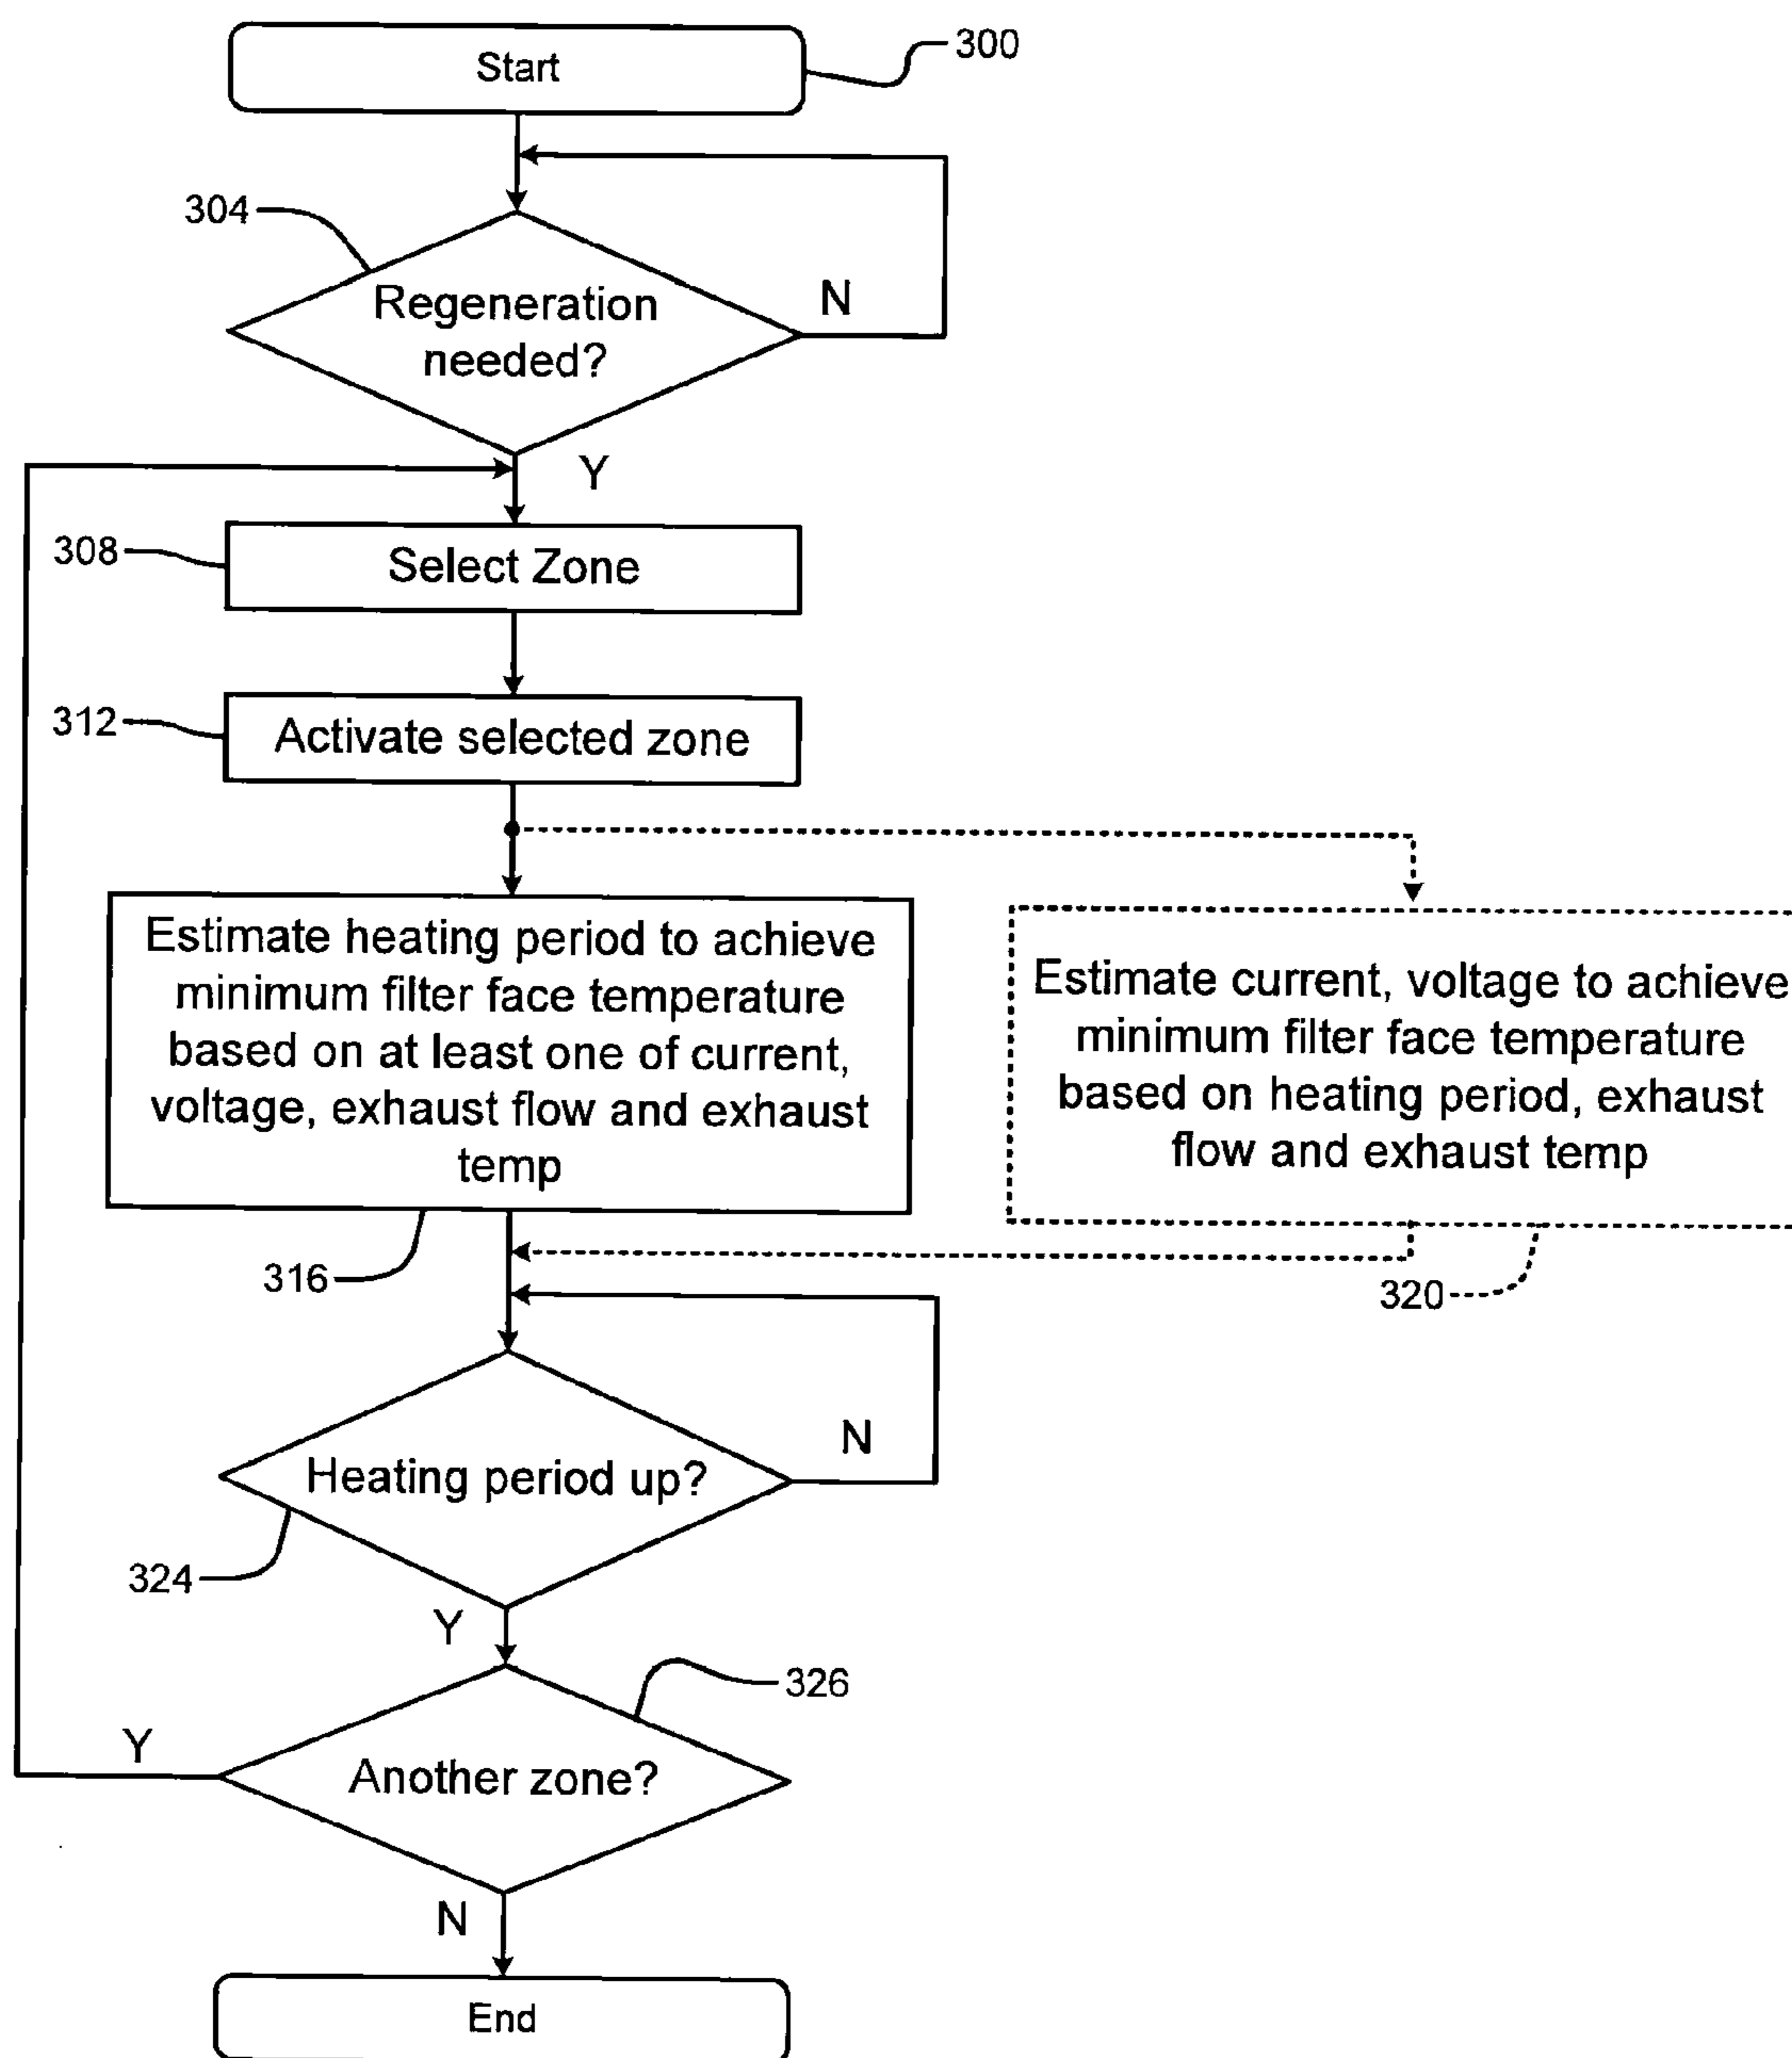 Start
300
304
Regeneration
needed?
N
Y
308
Select Zone
312
Activate selected zone
Estimate heating period to achieve
minimum filter face temperature
based on at least one of current,
voltage, exhaust flow and exhaust
temp
Estimate current, voltage to achieve
minimum filter face temperature
based on heating period, exhaust
flow and exhaust temp
316
320
Heating period up?
N
324
Y
326
Y
Another zone?
N
End